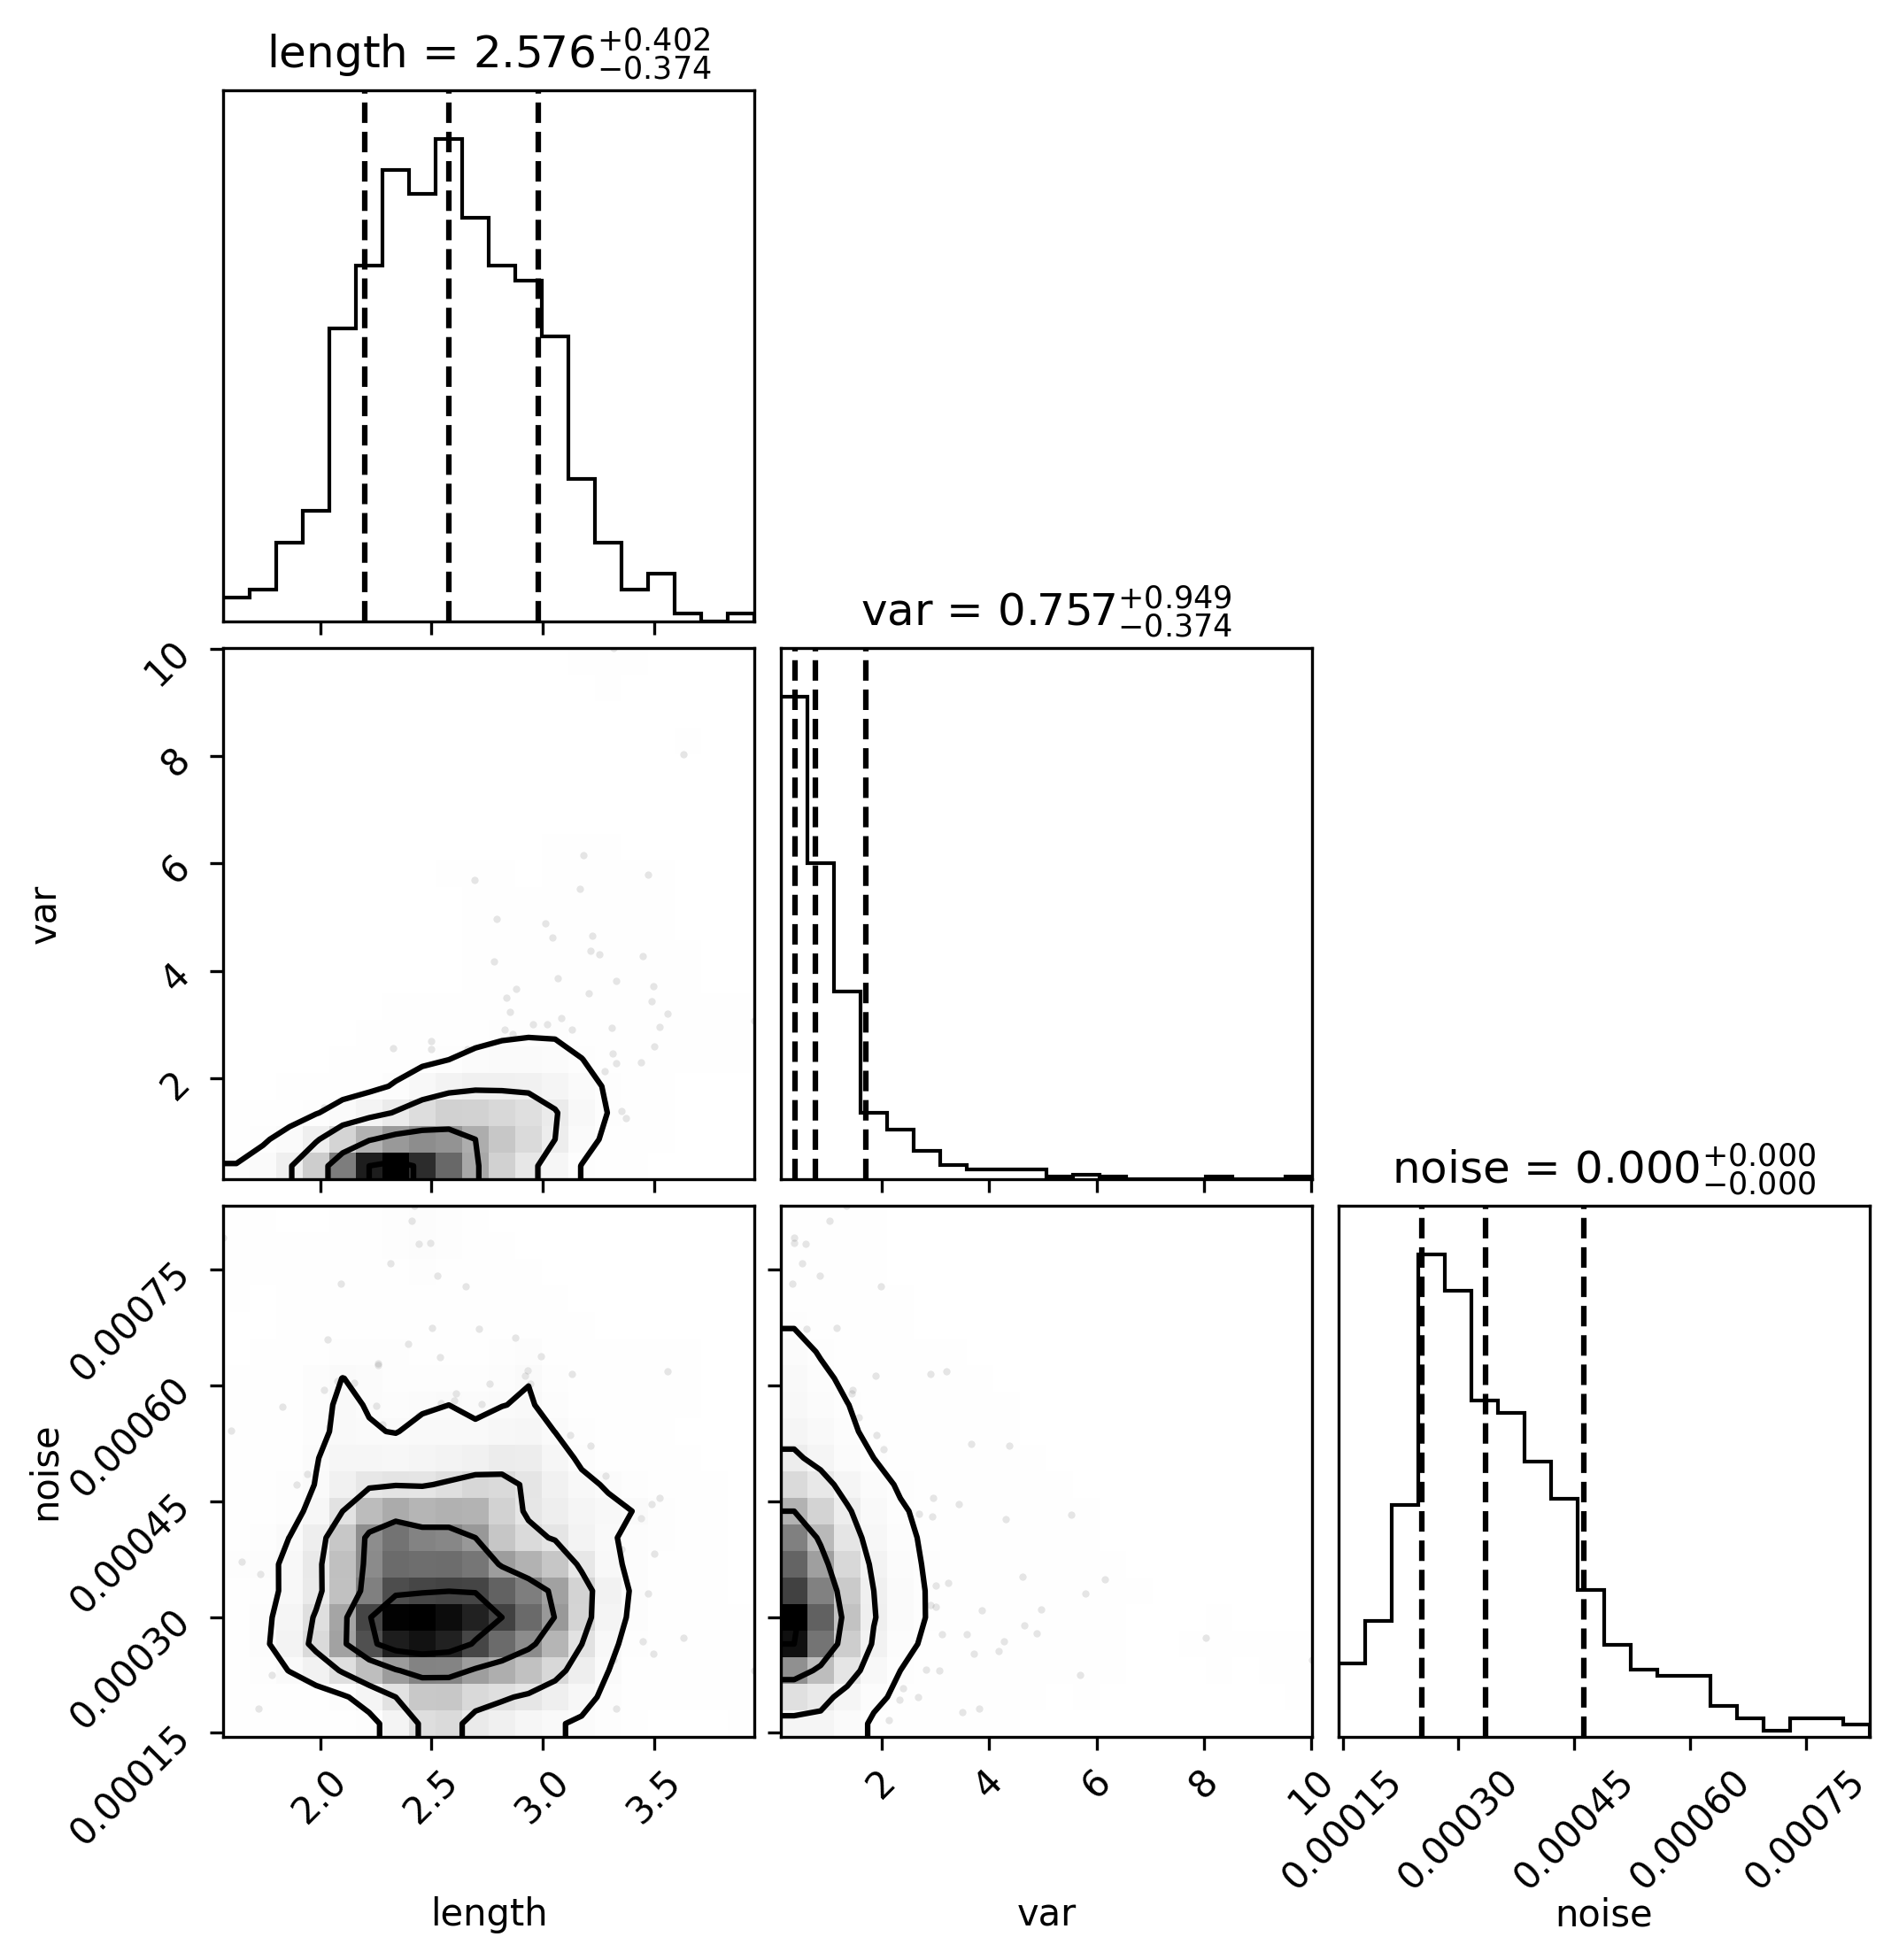 length = 2.576 +0.402 −0.374
var = 0.757 +0.949 −0.374
noise = 0.000 +0.000 −0.000
10
8
6
4
2
var
0.00075
0.00060
0.00045
0.00030
0.00015
noise
2.0 2.5 3.0 3.5
length
2 4 6 8 10
var
0.00015 0.00030 0.00045 0.00060 0.00075
noise